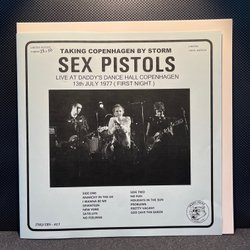 TAKING COPENHAGEN BY STORM
SEX PISTOLS
LIVE AT DADDY'S DANCE HALL COPENHAGEN
13th JULY 1977 ( FIRST NIGHT )
SIDE ONE
ANARCHY IN THE UK
I WANNA BE ME
SEVENTEEN
NEW YORK
SATELLITE
NO FEELINGS
SIDE TWO
NO FUN
HOLIDAYS IN THE SUN
PROBLEMS
PRETTY VACANT
GOD SAVE THE QUEEN